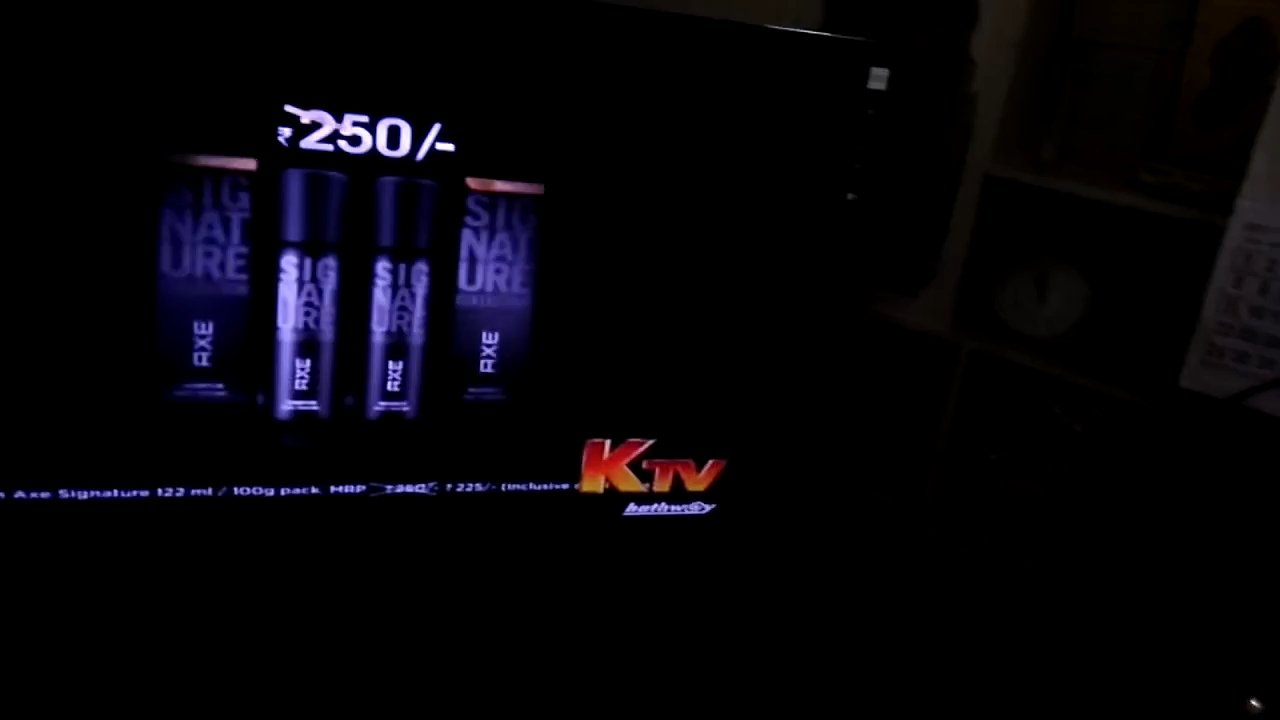 ₹250/-
SIG
NAT
URE
AXE
SIG
NAT
URE
AXE
SIG
NAT
URE
AXE
SIG
NAT
URE
AXE
KTV
Axe Signature 122 ml / 100g pack MRP ₹225/- (Inclusive
hathway